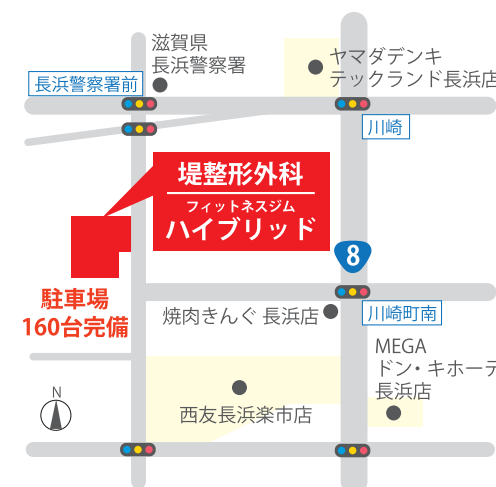 滋賀県
長浜警察署
ヤマダデンキ
テックランド長浜店
長浜警察署前
川崎
堤整形外科
フィットネスジム
ハイブリッド
8
駐車場
160台完備
焼肉きんぐ 長浜店
川崎町南
MEGA
ドン・キホーテ
長浜店
N
西友長浜楽市店